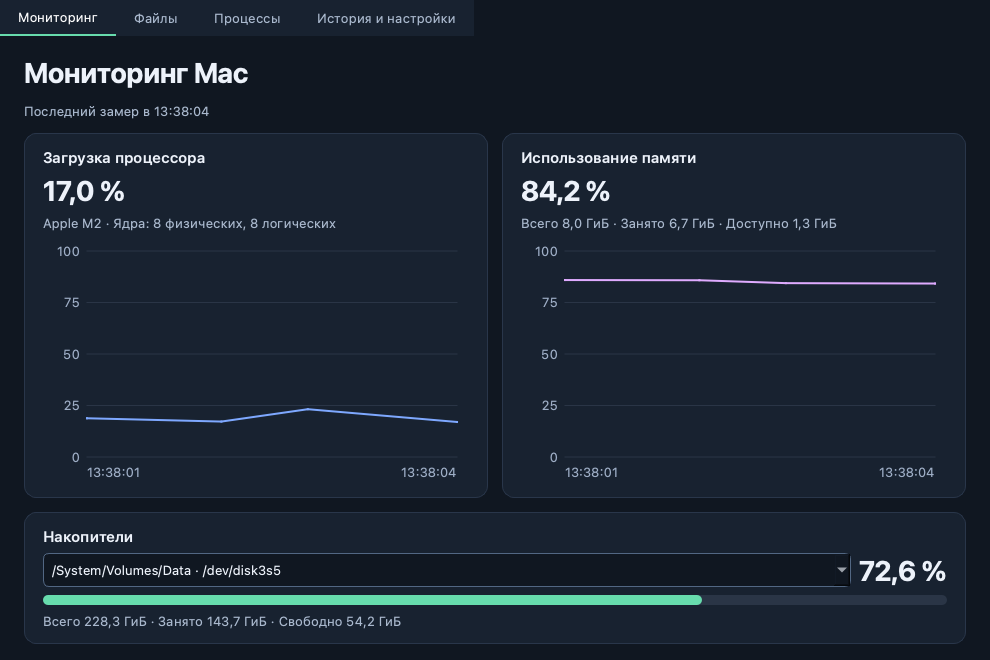 Мониторинг Файлы Процессы История и настройки
Мониторинг Mac
Последний замер в 13:38:04
Загрузка процессора
17,0 %
Apple M2 · Ядра: 8 физических, 8 логических
100
75
50
25
0
13:38:01 13:38:04
Использование памяти
84,2 %
Всего 8,0 ГиБ · Занято 6,7 ГиБ · Доступно 1,3 ГиБ
100
75
50
25
0
13:38:01 13:38:04
Накопители
/System/Volumes/Data · /dev/disk3s5 72,6 %
Всего 228,3 ГиБ · Занято 143,7 ГиБ · Свободно 54,2 ГиБ